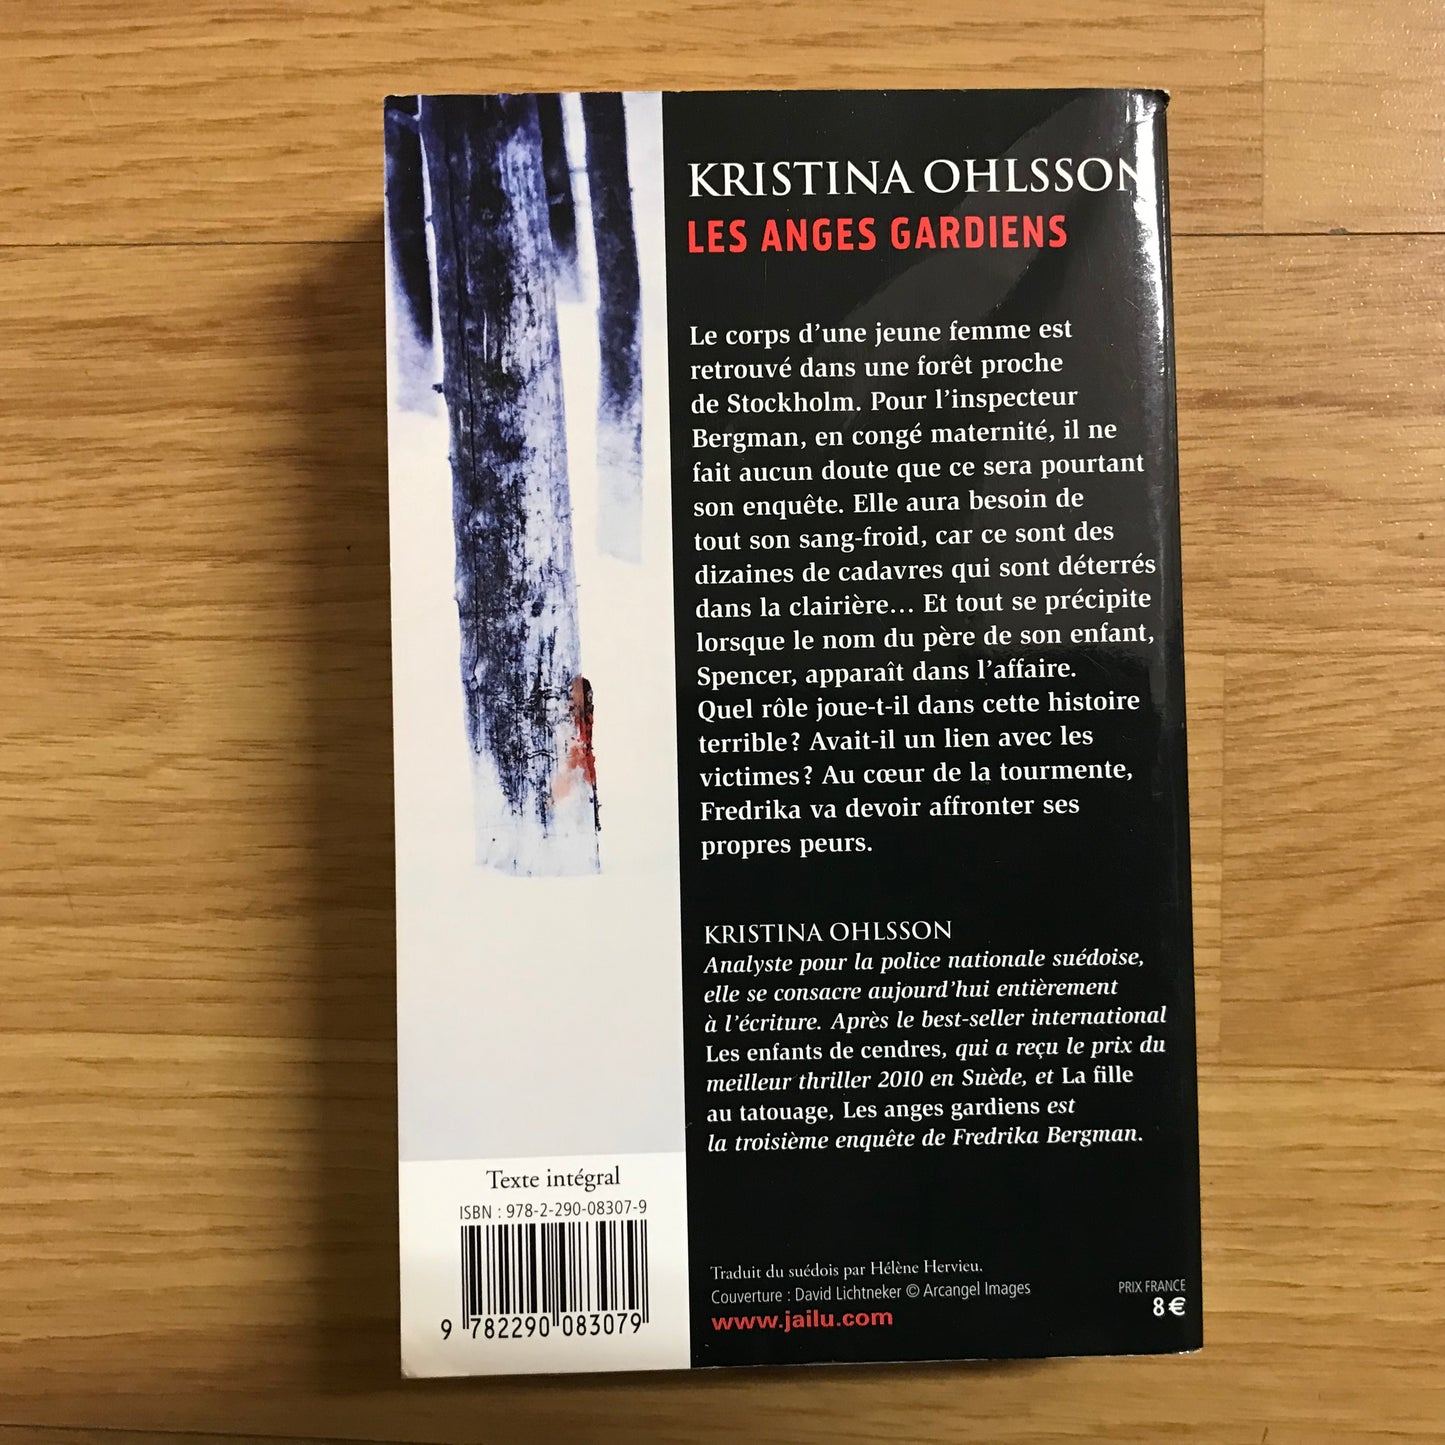 KRISTINA OHLSSON
LES ANGES GARDIENS
Le corps d’une jeune femme est
retrouvé dans une forêt proche
de Stockholm. Pour l’inspecteur
Bergman, en congé maternité, il ne
fait aucun doute que ce sera pourtant
son enquête. Elle aura besoin de
tout son sang-froid, car ce sont des
dizaines de cadavres qui sont déterrés
dans la clairière… Et tout se précipite
lorsque le nom du père de son enfant,
Spencer, apparaît dans l’affaire.
Quel rôle joue-t-il dans cette histoire
terrible ? Avait-il un lien avec les
victimes ? Au cœur de la tourmente,
Fredrika va devoir affronter ses
propres peurs.
KRISTINA OHLSSON
Analyste pour la police nationale suédoise,
elle se consacre aujourd’hui entièrement
à l’écriture. Après le best-seller international
Les enfants de cendres, qui a reçu le prix du
meilleur thriller 2010 en Suède, et La fille
au tatouage, Les anges gardiens est
la troisième enquête de Fredrika Bergman.
Texte intégral
ISBN : 978-2-290-08307-9
9 782290 083079
Traduit du suédois par Hélène Hervieu.
Couverture : David Lichtneker © Arcangel Images
www.jailu.com
PRIX FRANCE
8 €